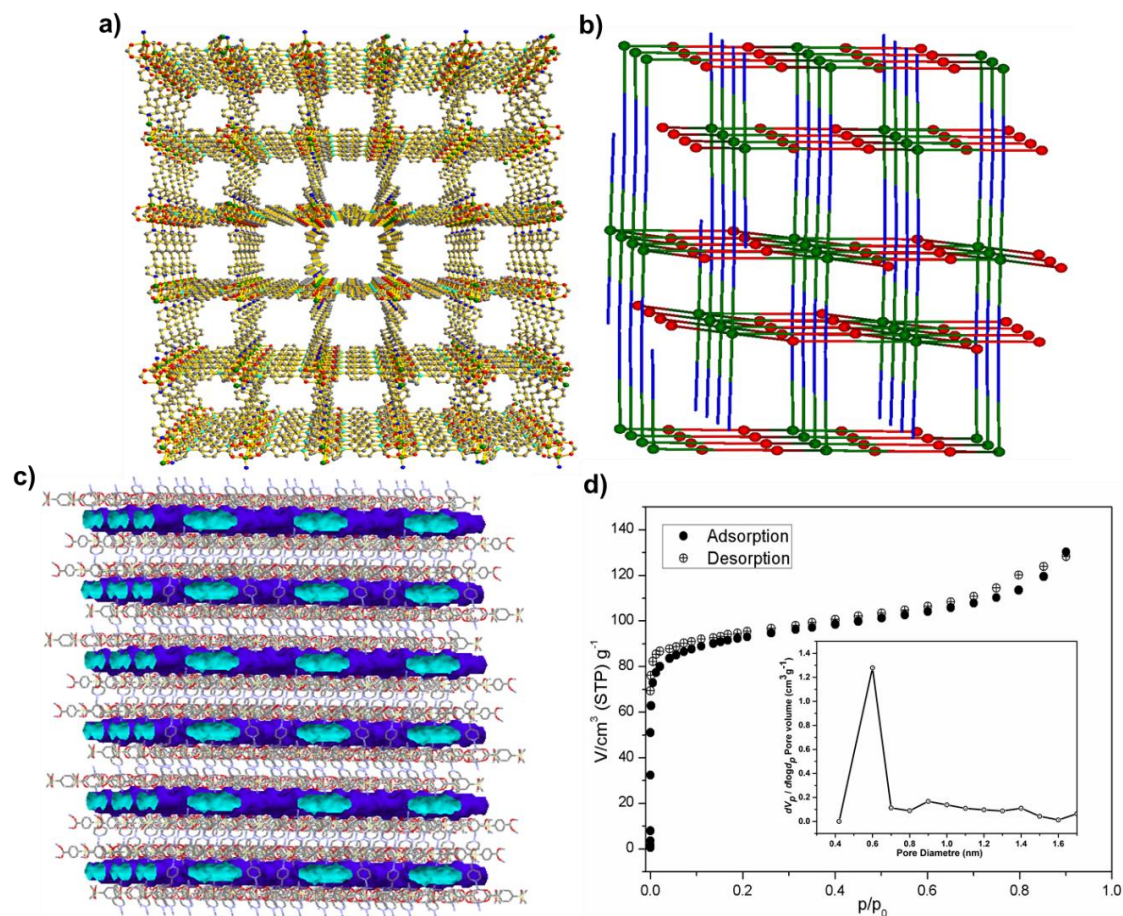 a)
b)
c)
d)
V/cm³ (STP) g⁻¹
140
120
100
80
60
40
20
0
Adsorption
Desorption
dVₚ / dlogdₚ Pore volume (cm³g⁻¹)
1.4
1.2
1.0
0.8
0.6
0.4
0.2
0.0
0.4 0.6 0.8 1.0 1.2 1.4 1.6
Pore Diametre (nm)
0.0 0.2 0.4 0.6 0.8 1.0
p/p₀